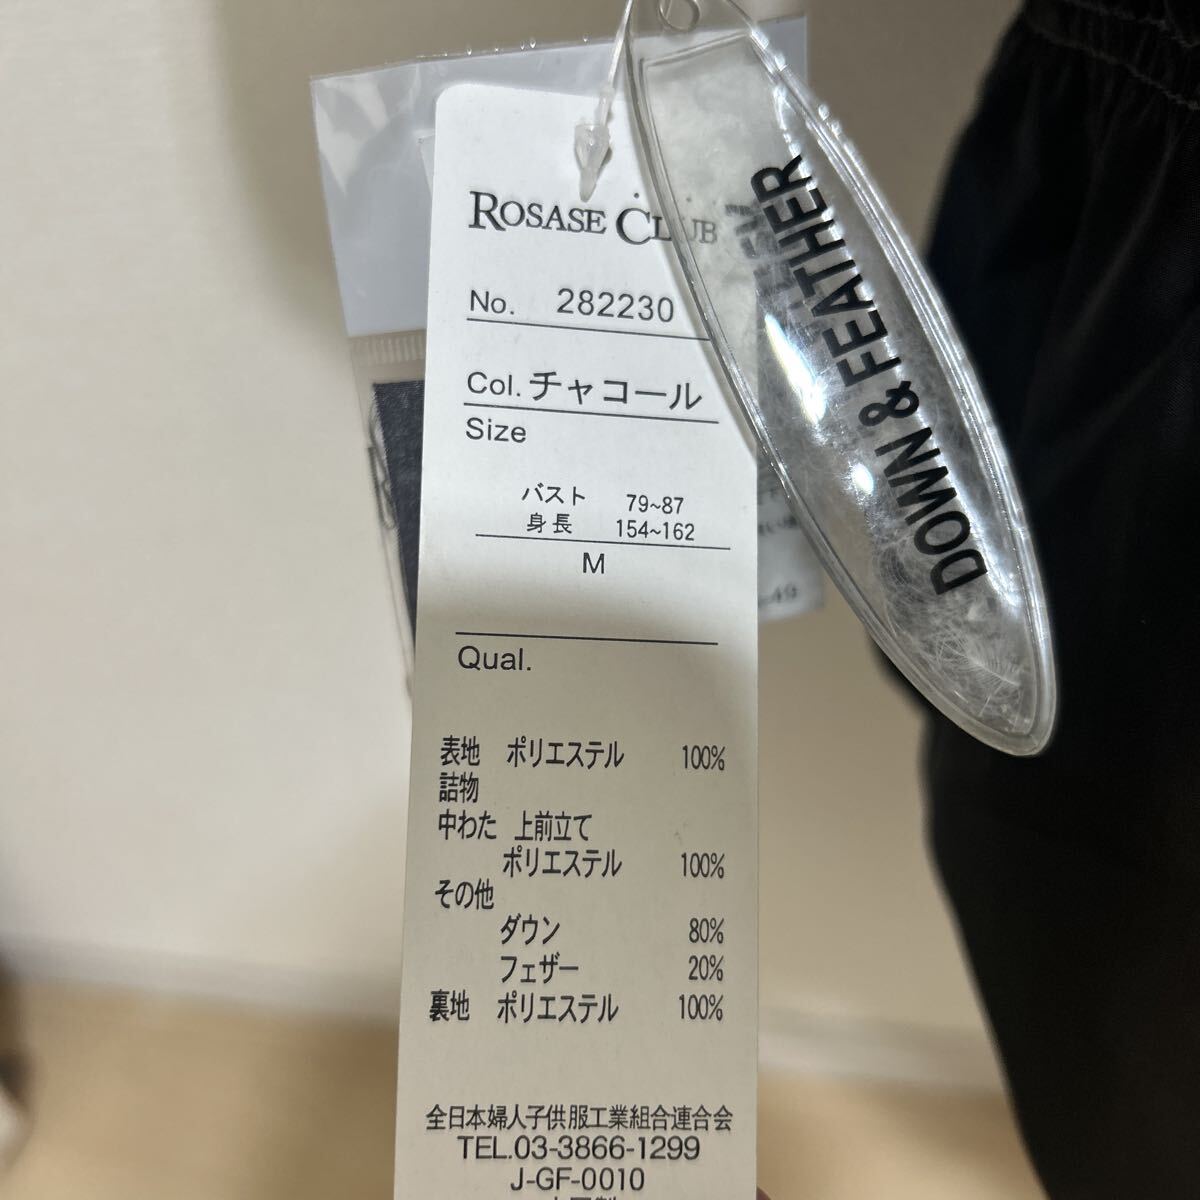 ROSASE CLUB
No. 282230
Col. チャコール
Size
バスト 79~87
身長 154~162
M
Qual.
表地 ポリエステル 100%
詰物
中わた 上前立て
ポリエステル 100%
その他
ダウン 80%
フェザー 20%
裏地 ポリエステル 100%
全日本婦人子供服工業組合連合会
TEL.03-3866-1299
J-GF-0010
DOWN & FEATHER